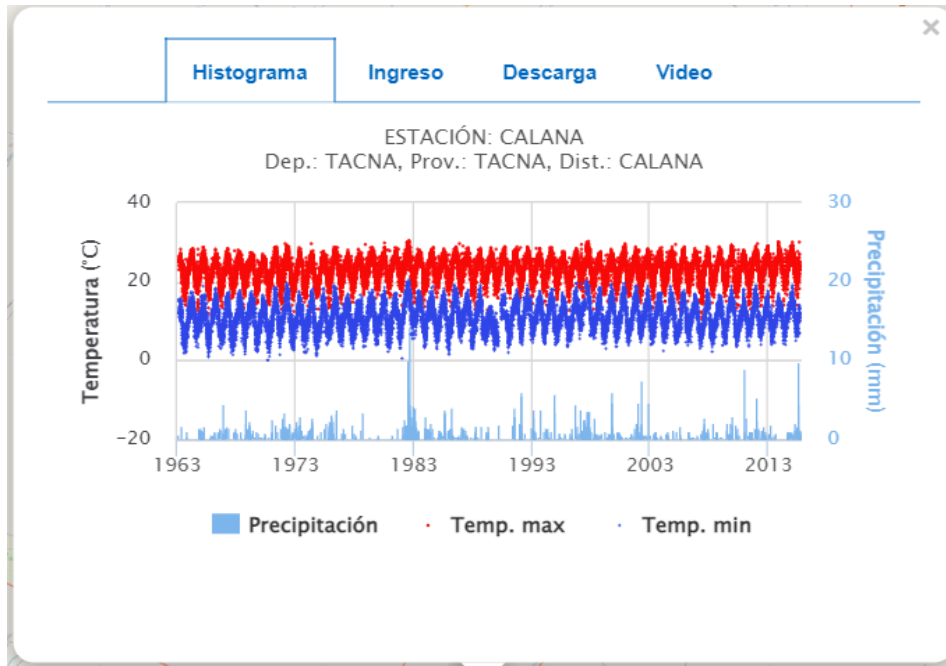 ×
Histograma Ingreso Descarga Video
ESTACIÓN: CALANA
Dep.: TACNA, Prov.: TACNA, Dist.: CALANA
Temperatura (°C)
40
20
0
−20
30
20
10
0
Precipitación (mm)
1963 1973 1983 1993 2003 2013
Precipitación Temp. max Temp. min